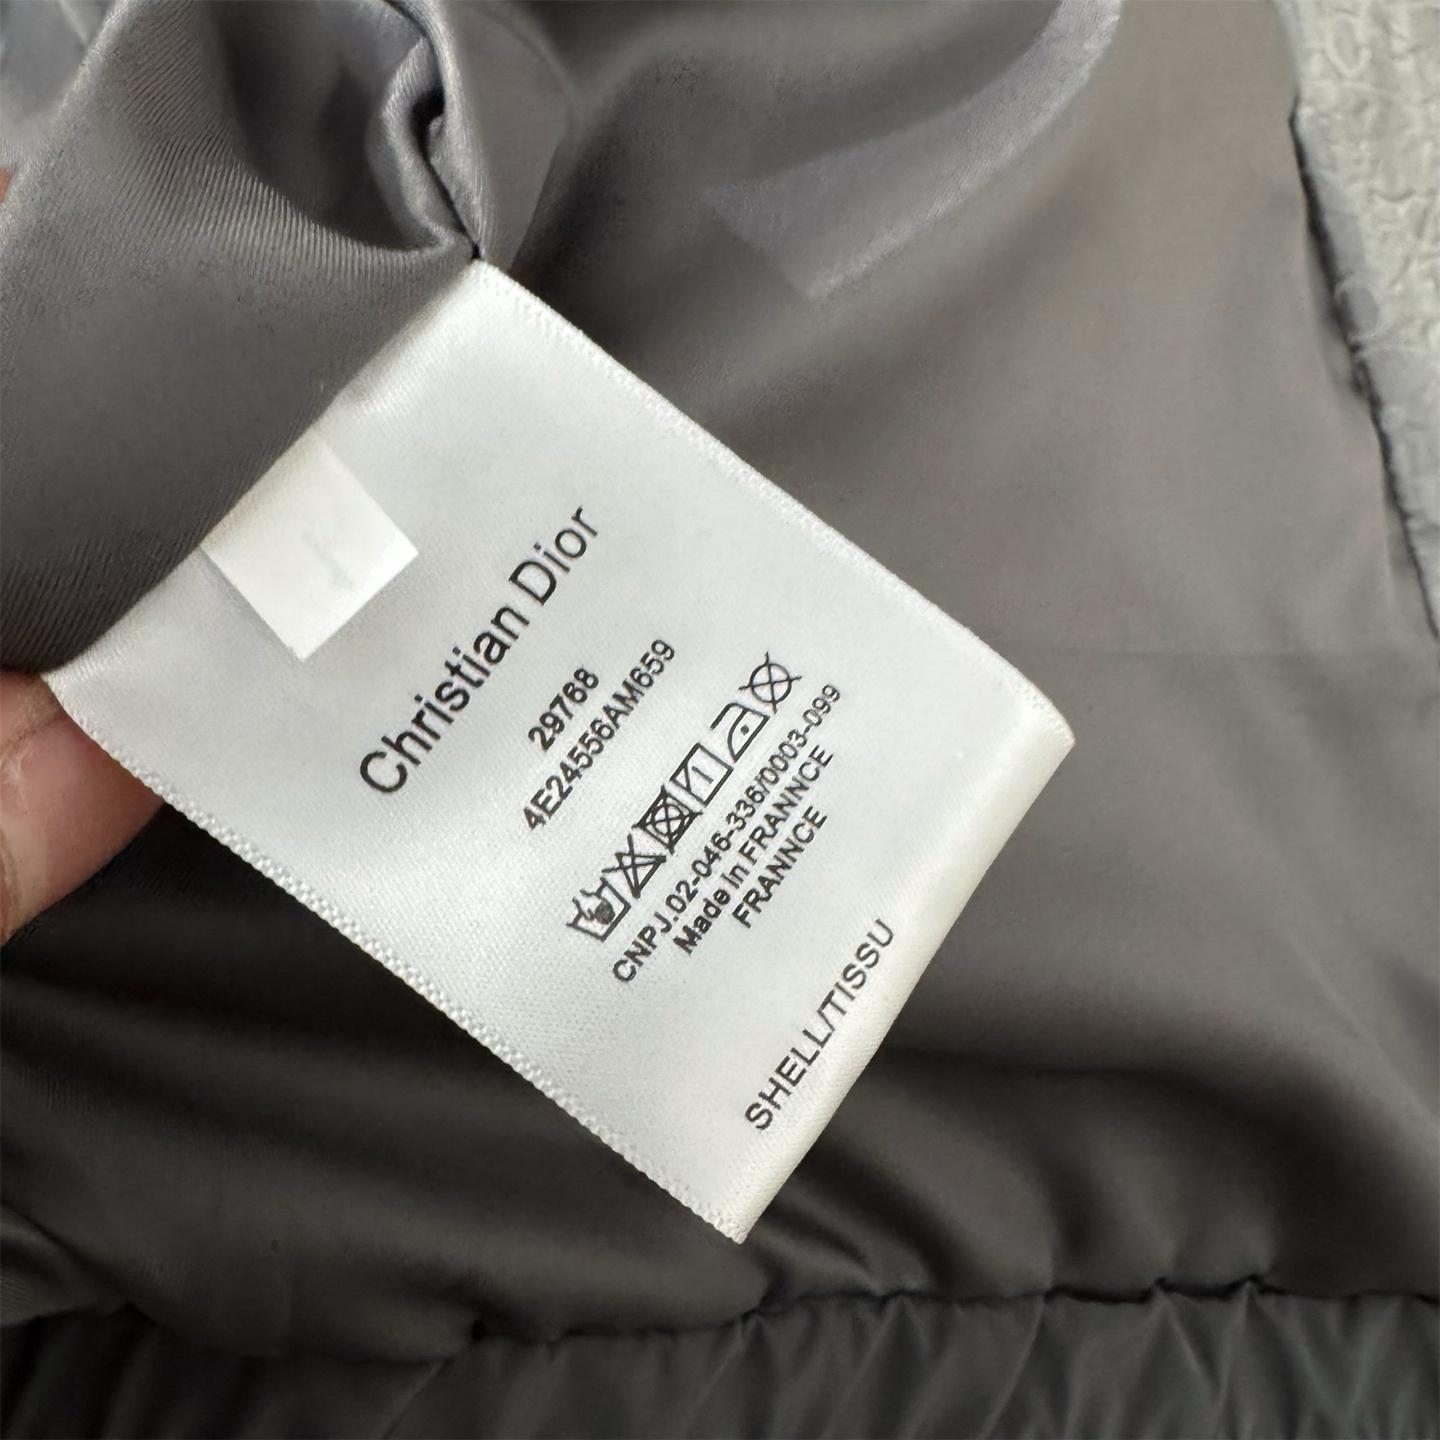 Christian Dior
29768
4E24556AM659
CNPJ.02-046-336/0003-099
Made In FRANNCE
FRANNCE
SHELL/TISSU